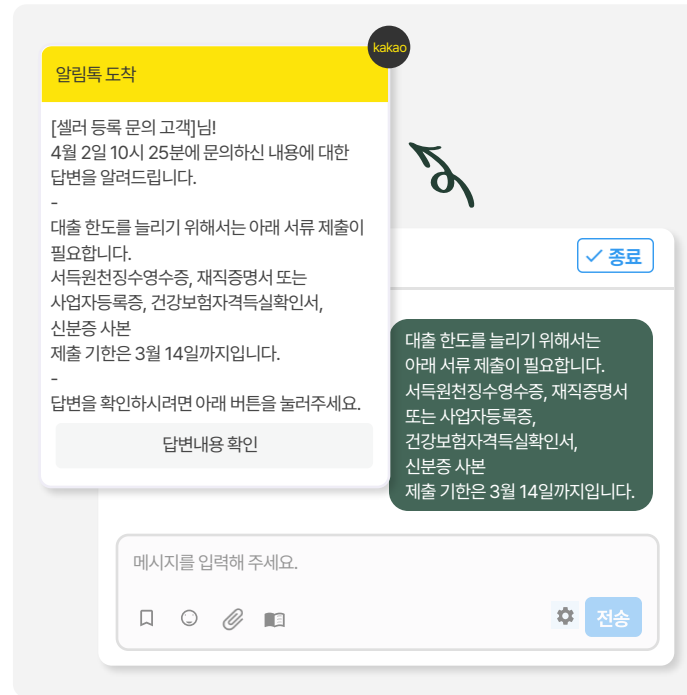 kakao
알림톡 도착
[셀러 등록 문의 고객]님!
4월 2일 10시 25분에 문의하신 내용에 대한
답변을 알려드립니다.
-
대출 한도를 늘리기 위해서는 아래 서류 제출이
필요합니다.
서득원천징수영수증, 재직증명서 또는
사업자등록증, 건강보험자격득실확인서,
신분증 사본
제출 기한은 3월 14일까지입니다.
-
답변을 확인하시려면 아래 버튼을 눌러주세요.
답변내용 확인
종료
대출 한도를 늘리기 위해서는
아래 서류 제출이 필요합니다.
서득원천징수영수증, 재직증명서
또는 사업자등록증,
건강보험자격득실확인서,
신분증 사본
제출 기한은 3월 14일까지입니다.
메시지를 입력해 주세요.
전송